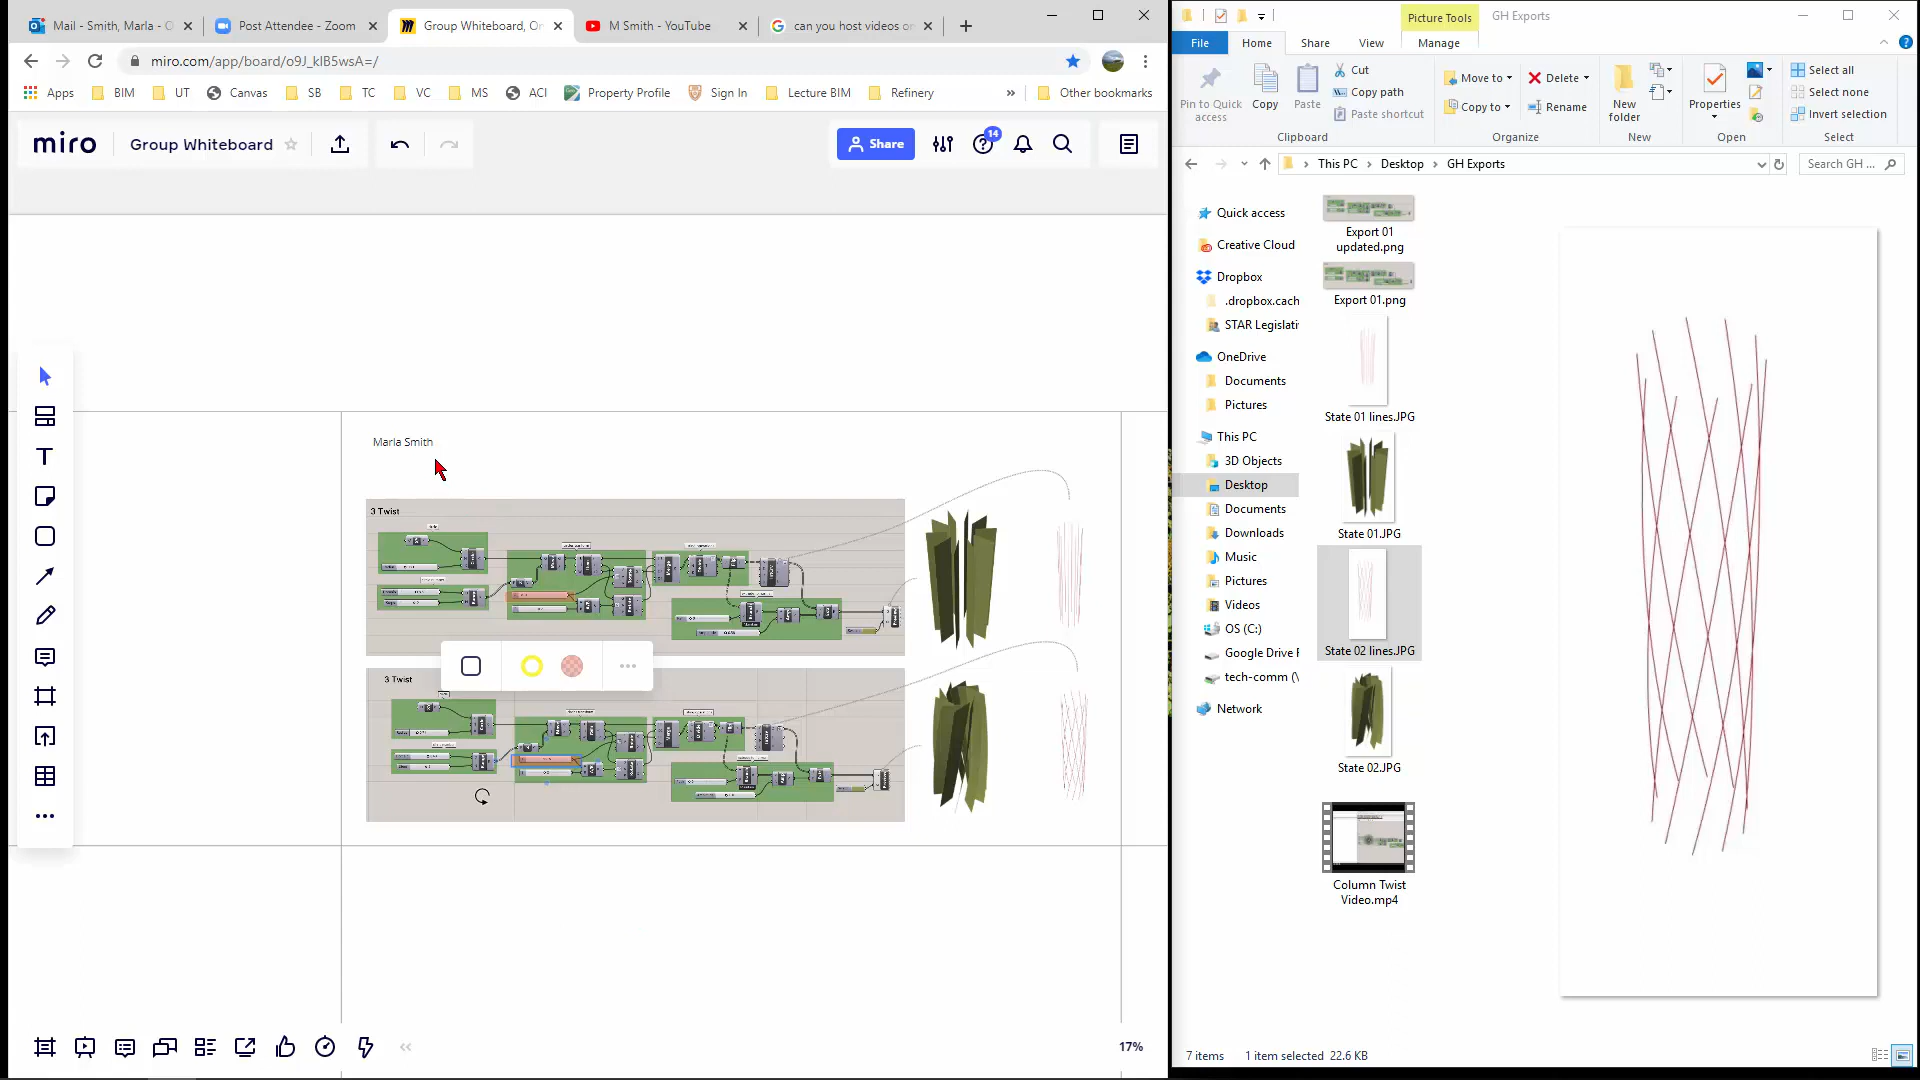 Mail - Smith, Marla - O
Post Attendee - Zoom
Group Whiteboard, On
M Smith - YouTube
can you host videos on
miro.com/app/board/o9J_klB5wsA=/
Apps
BIM
UT
Canvas
SB
TC
VC
MS
ACI
Property Profile
Sign In
Lecture BIM
Refinery
»
Other bookmarks
miro
Group Whiteboard
Share
14
Marla Smith
3 Twist
3 Twist
17%
Picture Tools
GH Exports
File
Home
Share
View
Manage
Pin to Quick access
Copy
Paste
Cut
Copy path
Paste shortcut
Clipboard
Move to
Copy to
Delete
Rename
Organize
New folder
New
Properties
Open
Select all
Select none
Invert selection
Select
This PC
Desktop
GH Exports
Search GH ...
Quick access
Creative Cloud
Dropbox
.dropbox.cach
STAR Legislati
OneDrive
Documents
Pictures
This PC
3D Objects
Desktop
Documents
Downloads
Music
Pictures
Videos
OS (C:)
Google Drive F
tech-comm (\
Network
Export 01
updated.png
Export 01.png
State 01 lines.JPG
State 01.JPG
State 02 lines.JPG
State 02.JPG
Column Twist
Video.mp4
7 items
1 item selected 22.6 KB